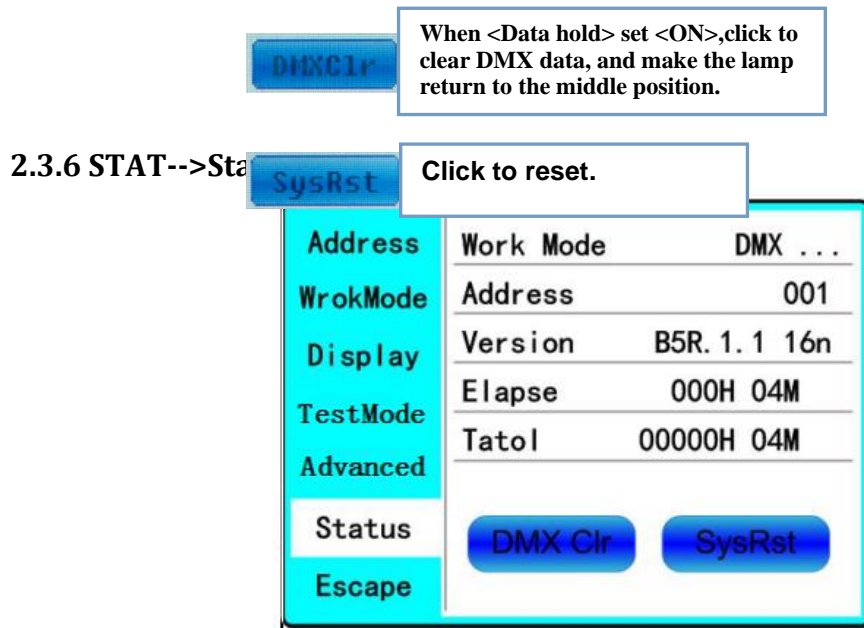 DMXClr
When <Data hold> set <ON>,click to
clear DMX data, and make the lamp
return to the middle position.
2.3.6 STAT-->Sta
SysRst
Click to reset.
Address
WrokMode
Display
TestMode
Advanced
Status
Escape
Work Mode DMX ...
Address 001
Version B5R.1.1 16n
Elapse 000H 04M
Tatol 00000H 04M
DMX Clr SysRst